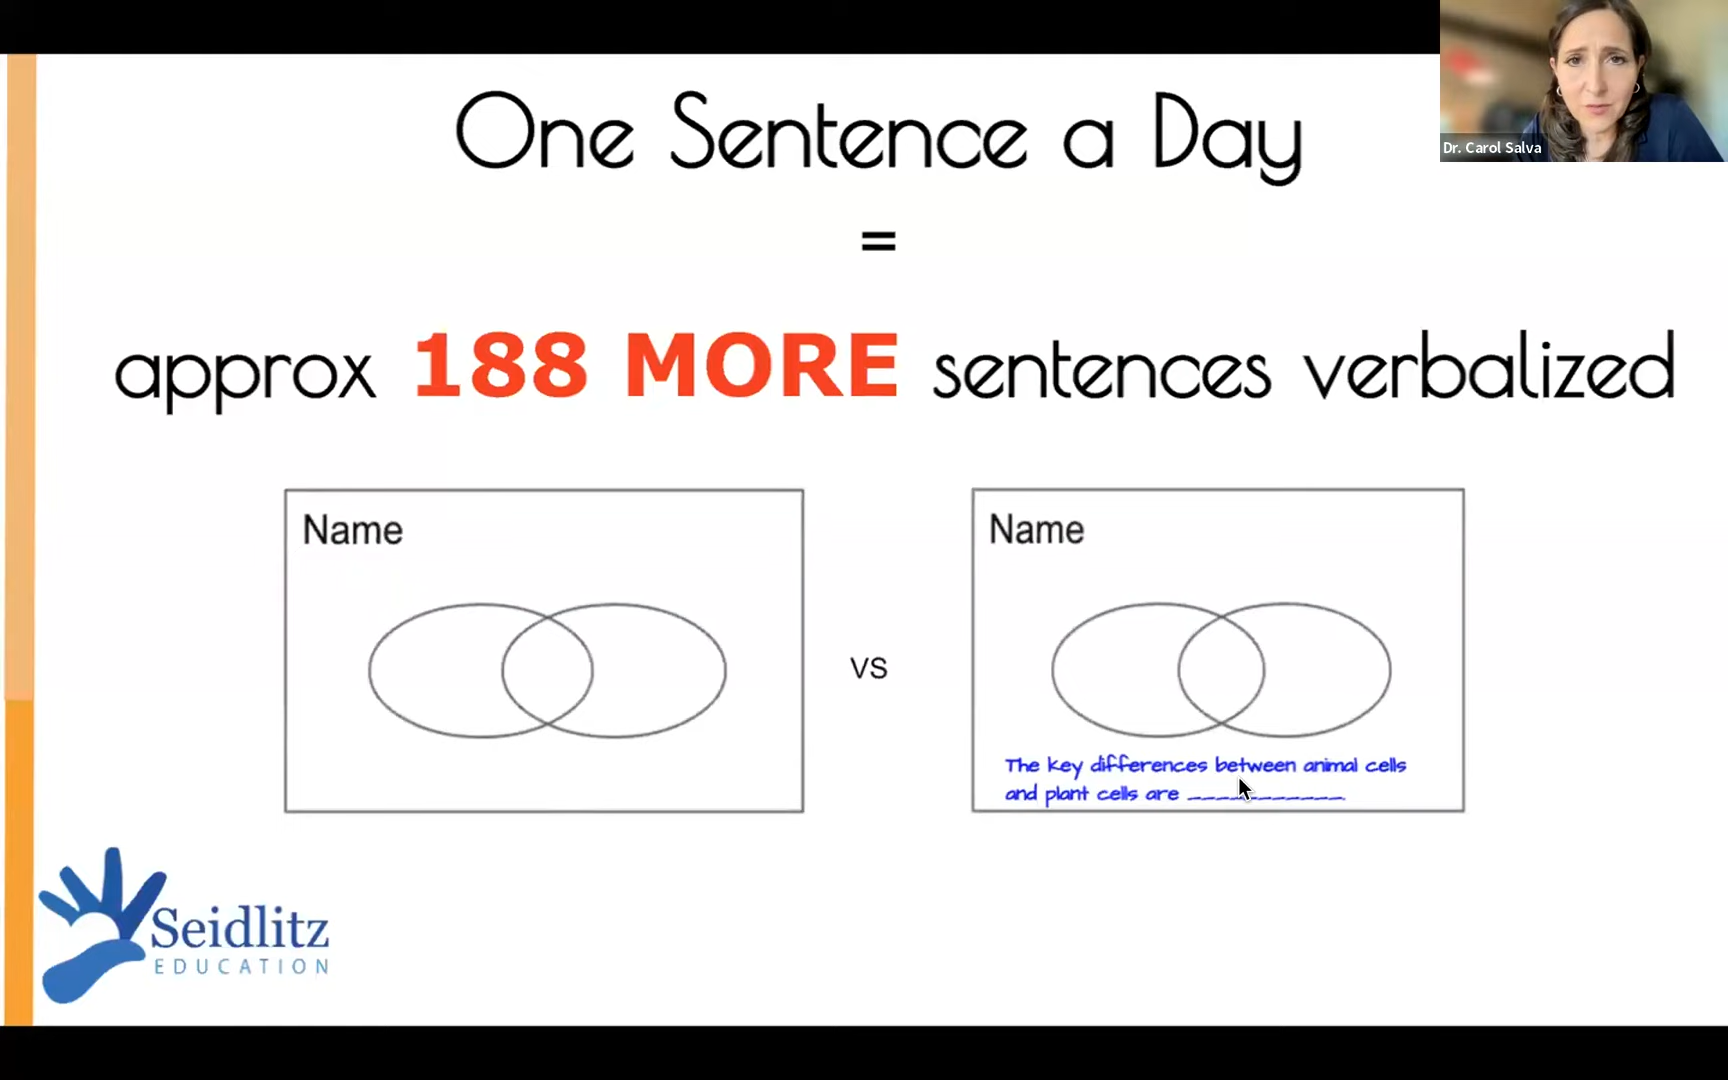 One Sentence a Day
=
approx 188 MORE sentences verbalized
Name
Name
vs
The key differences between animal cells
and plant cells are ____________
Seidlitz
EDUCATION
Dr. Carol Salva